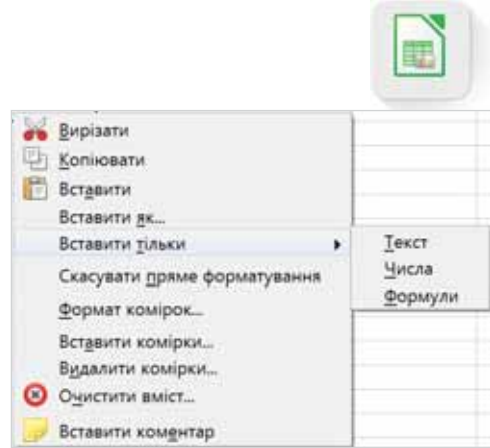 Вирізати
Копіювати
Вставити
Вставити як...
Вставити тільки
Текст
Числа
Формули
Скасувати пряме форматування
Формат комірок...
Вставити комірки...
Видалити комірки...
Очистити вміст...
Вставити коментар